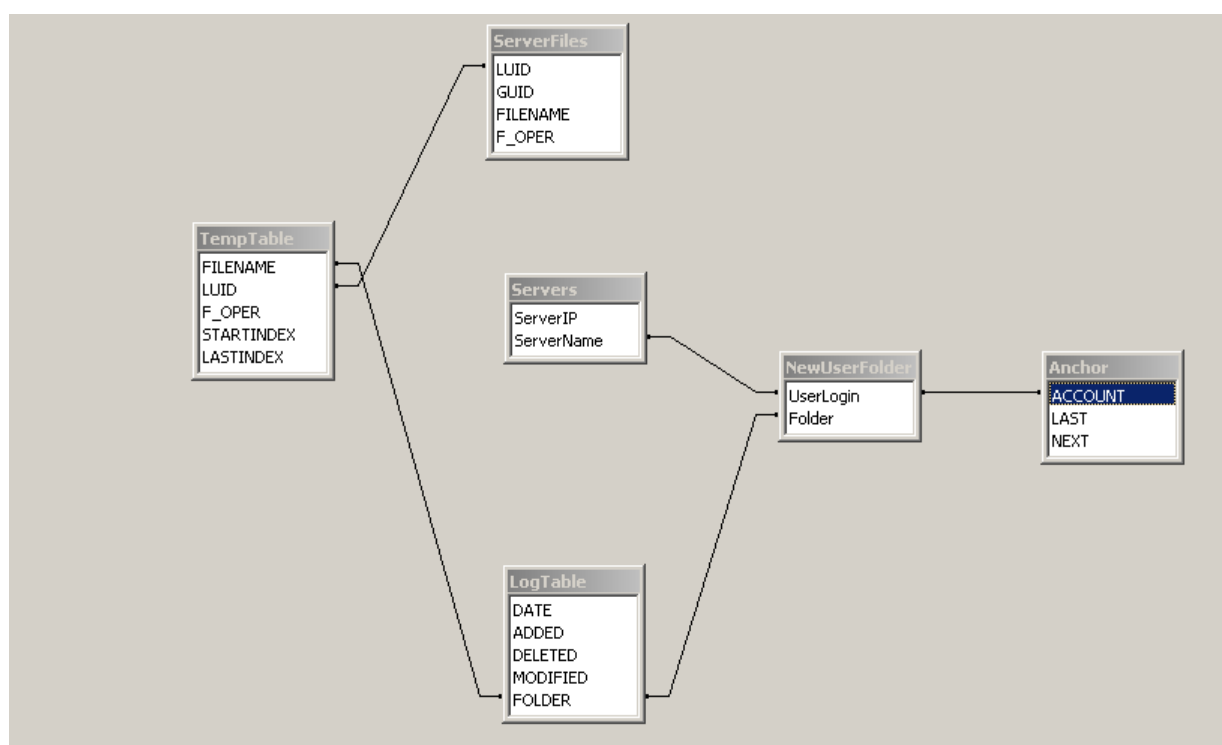 ServerFiles
LUID
GUID
FILENAME
F_OPER
TempTable
FILENAME
LUID
F_OPER
STARTINDEX
LASTINDEX
Servers
ServerIP
ServerName
NewUserFolder
UserLogin
Folder
Anchor
ACCOUNT
LAST
NEXT
LogTable
DATE
ADDED
DELETED
MODIFIED
FOLDER